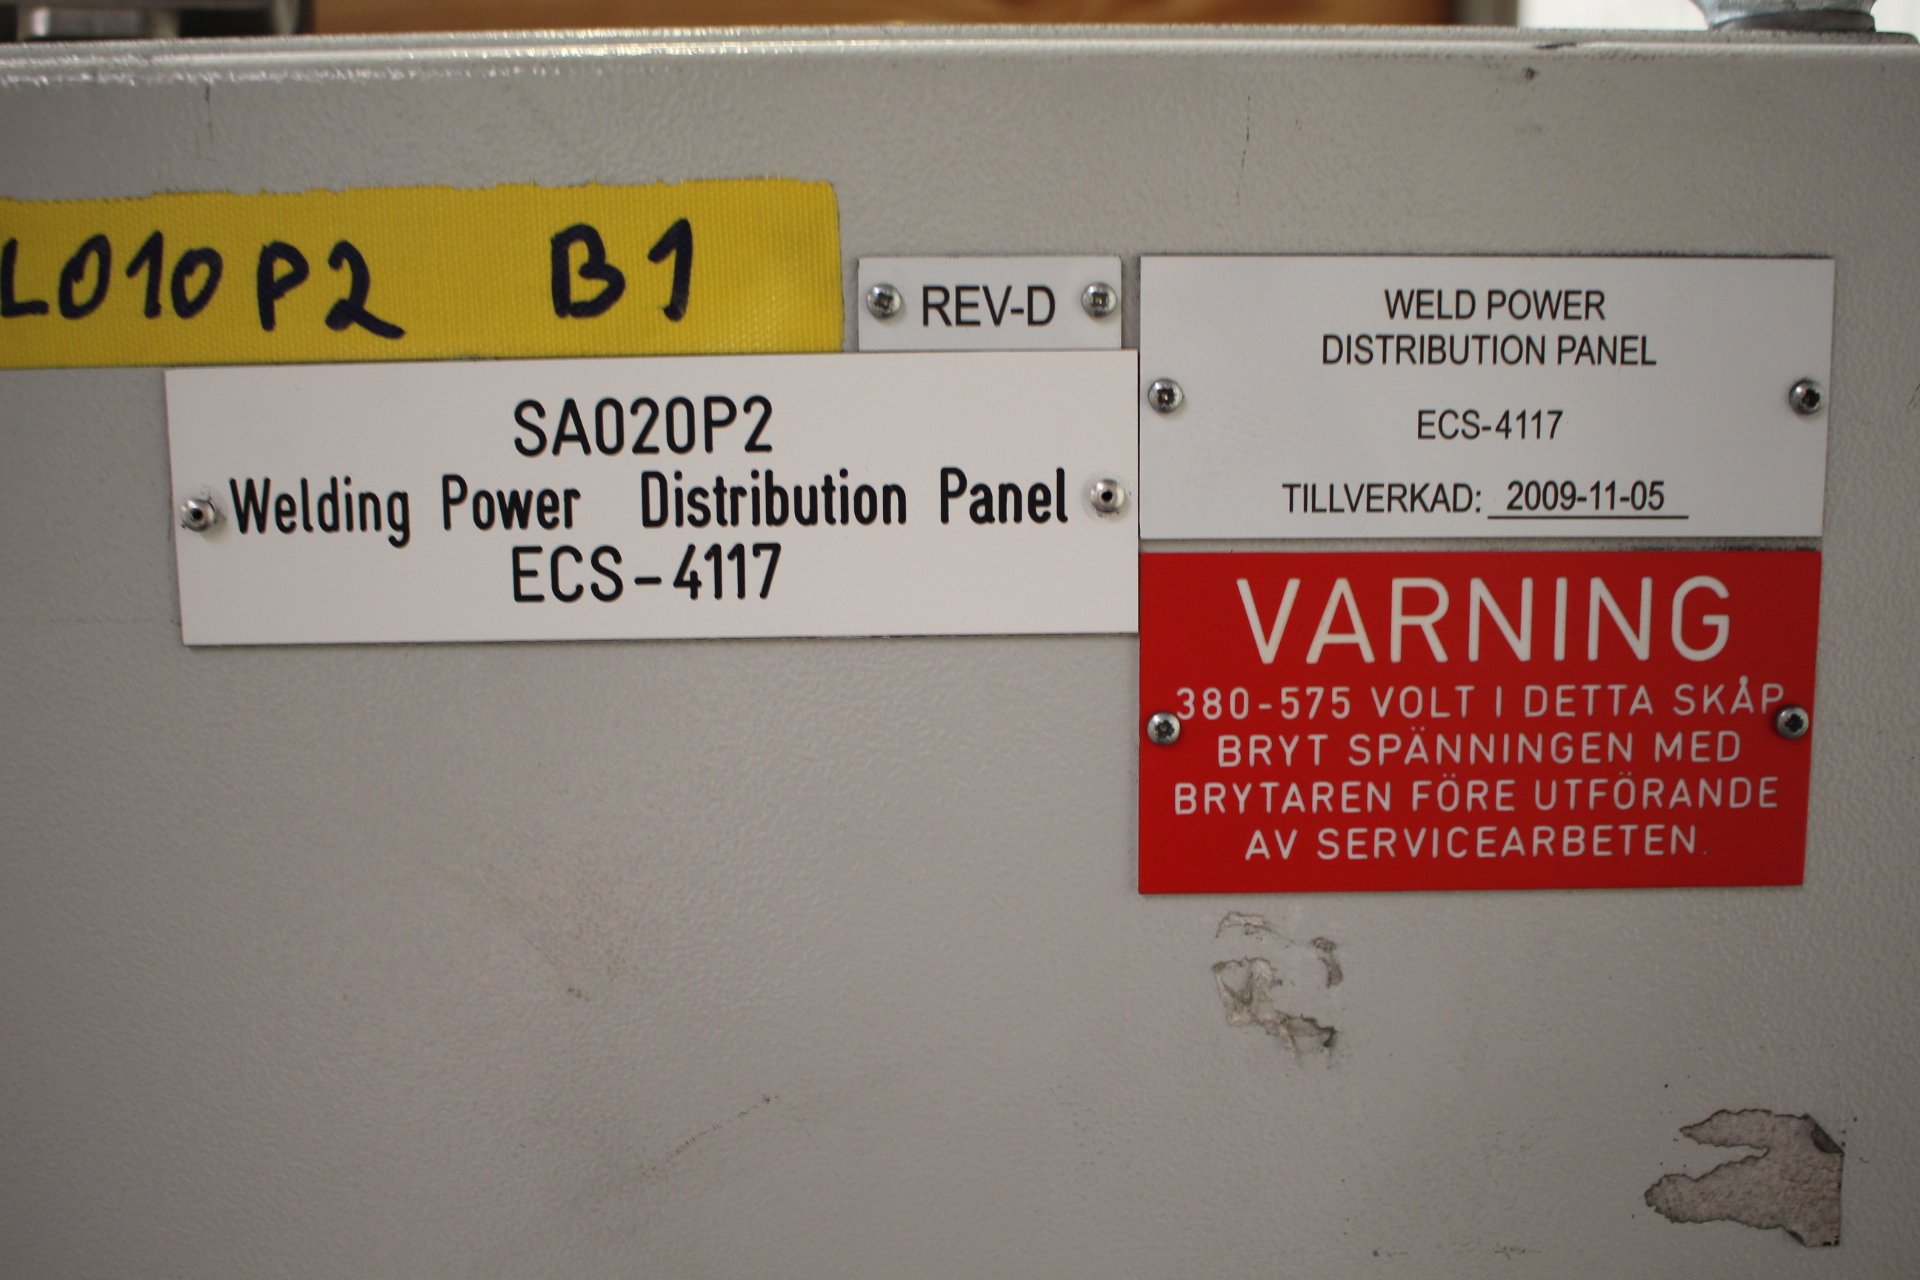 L010P2 B1
REV-D
SA020P2
Welding Power Distribution Panel
ECS-4117
WELD POWER
DISTRIBUTION PANEL
ECS-4117
TILLVERKAD: 2009-11-05
VARNING
380-575 VOLT I DETTA SKÅP
BRYT SPÄNNINGEN MED
BRYTAREN FÖRE UTFÖRANDE
AV SERVICEARBETEN.